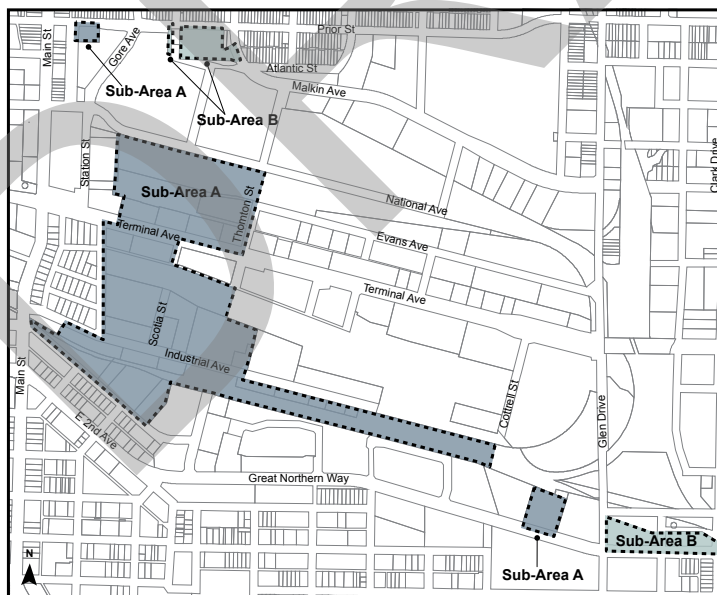 Prior St
Main St
Gore Ave
Atlantic St
Sub-Area A
Malkin Ave
Sub-Area B
Station St
Clark Drive
Sub-Area A
National Ave
Thornton St
Terminal Ave
Evans Ave
Terminal Ave
Scotia St
Industrial Ave
Main St
Cottrell St
Glen Drive
E 2nd Ave
Great Northern Way
Sub-Area B
N
Sub-Area A